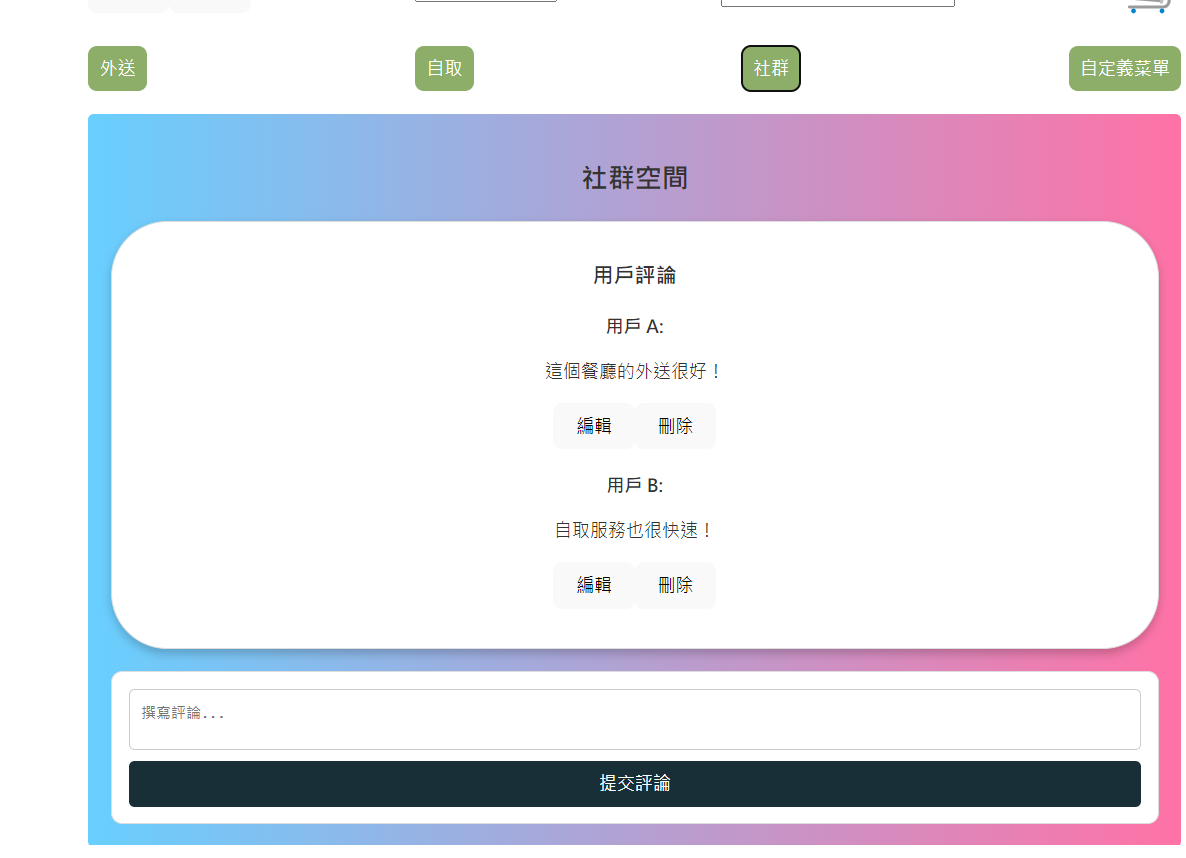 外送 自取 社群 自定義菜單
社群空間
用戶評論
用戶 A:
這個餐廳的外送很好！
編輯 刪除
用戶 B:
自取服務也很快速！
編輯 刪除
撰寫評論...
提交評論